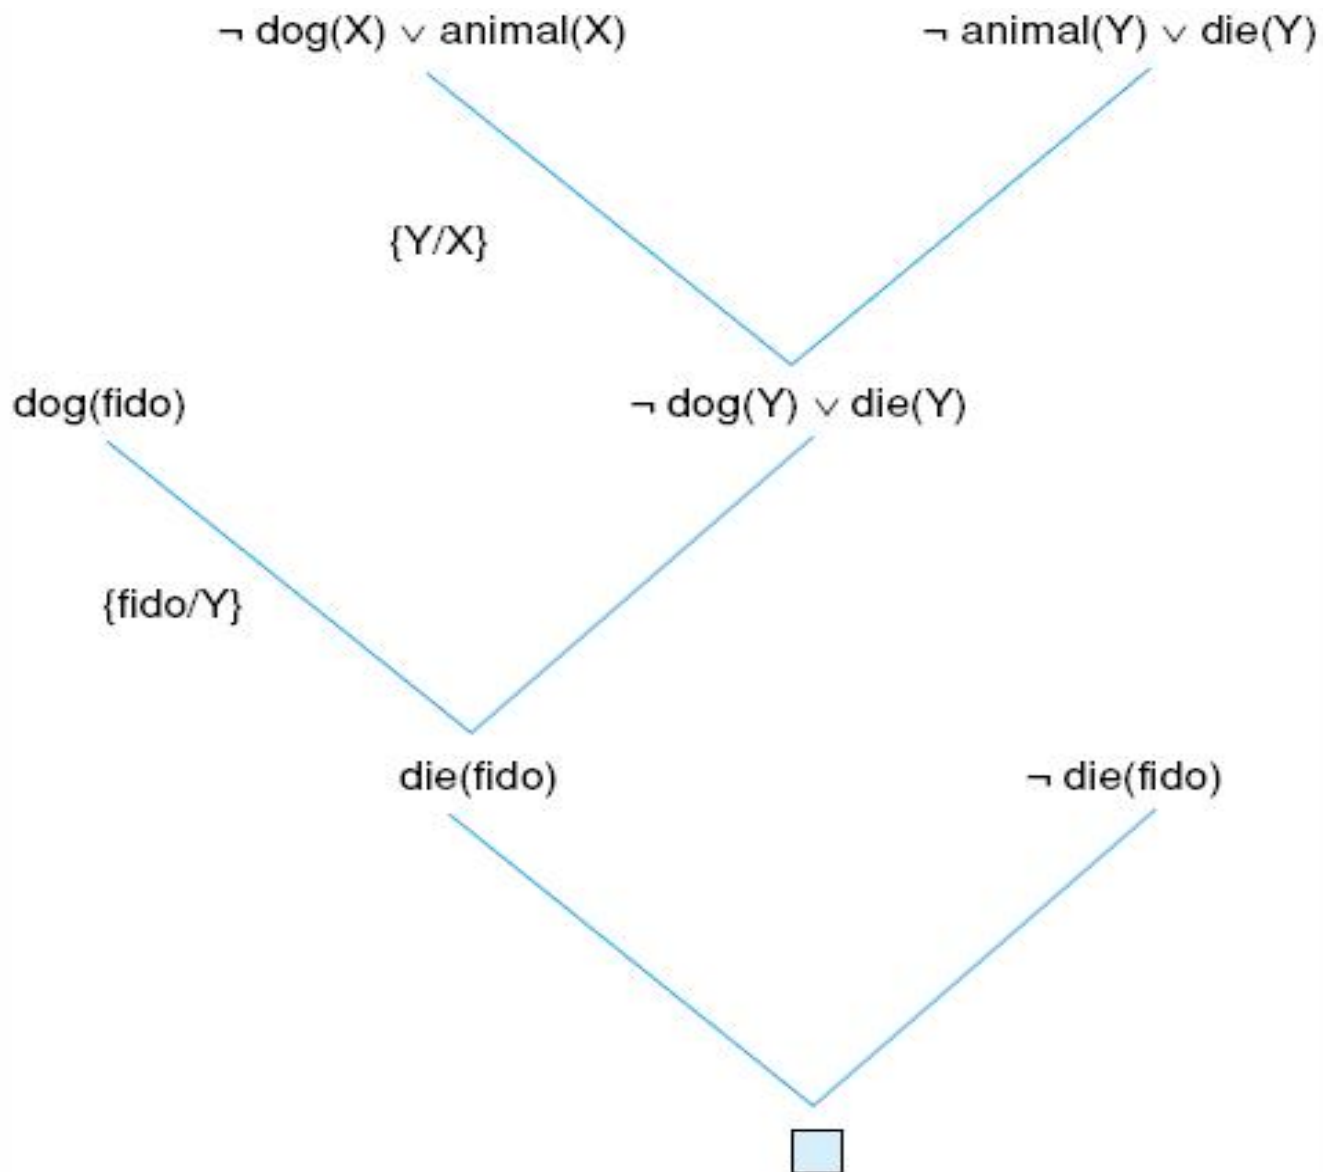 ¬ dog(X) ∨ animal(X)
¬ animal(Y) ∨ die(Y)
{Y/X}
dog(fido)
¬ dog(Y) ∨ die(Y)
{fido/Y}
die(fido)
¬ die(fido)